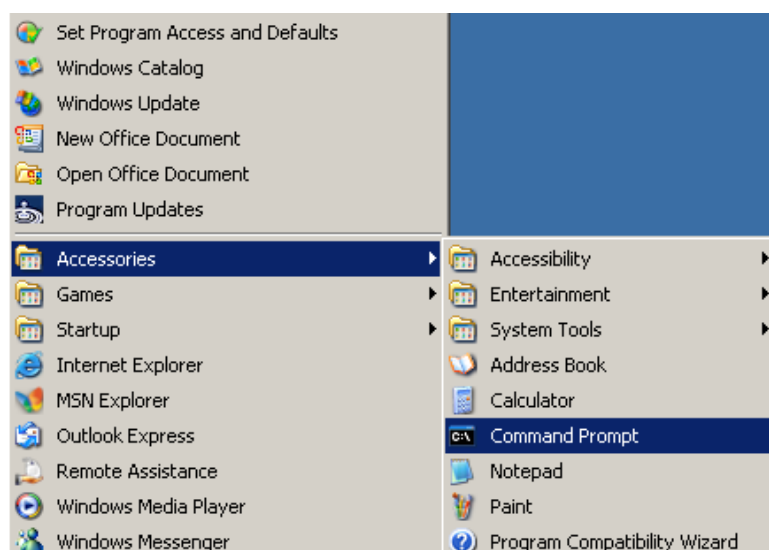 Set Program Access and Defaults
Windows Catalog
Windows Update
New Office Document
Open Office Document
Program Updates
Accessories
Games
Startup
Internet Explorer
MSN Explorer
Outlook Express
Remote Assistance
Windows Media Player
Windows Messenger
Accessibility
Entertainment
System Tools
Address Book
Calculator
C:\
Command Prompt
Notepad
Paint
Program Compatibility Wizard